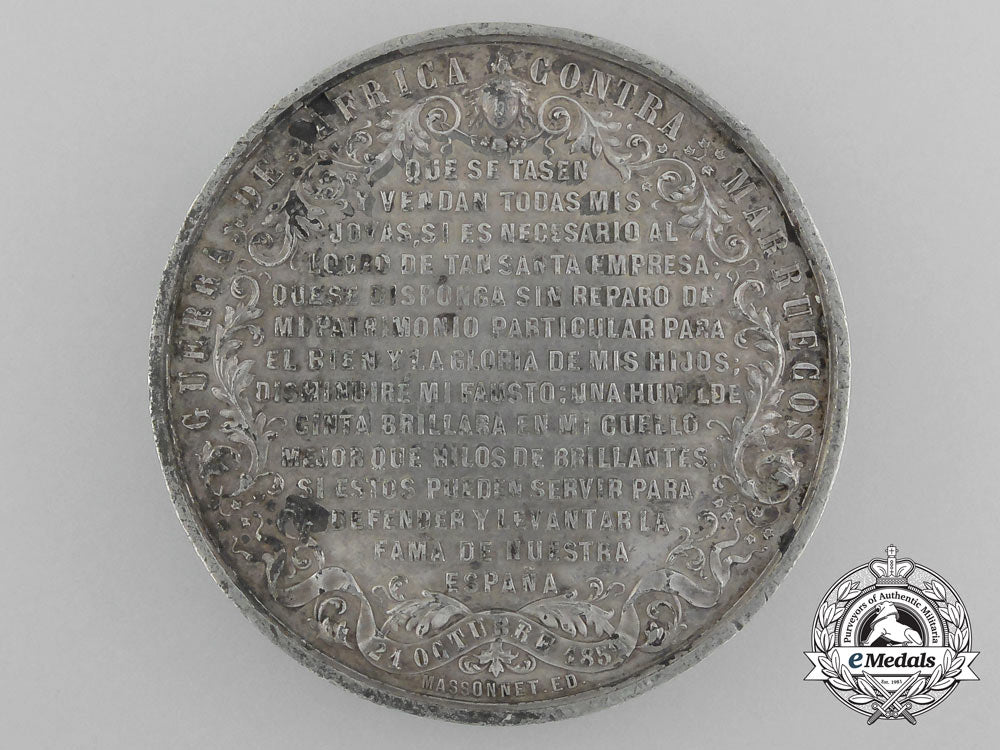 GUERRA DE AFRICA CONTRA MARRUECOS
QUE SE TASEN
Y VENDAN TODAS MIS
JOYAS, SI ES NECESARIO AL
LOGRO DE TAN SANTA EMPRESA;
QUE SE DISPONGA SIN REPARO DE
MI PATRIMONIO PARTICULAR PARA
EL BIEN Y LA GLORIA DE MIS HIJOS;
DISMINUIRÉ MI FAUSTO; UNA HUMILDE
CINTA BRILLARA EN MI CUELLO
MEJOR QUE HILOS DE BRILLANTES,
SI ESTOS PUEDEN SERVIR PARA
DEFENDER Y LEVANTAR LA
FAMA DE NUESTRA
ESPAÑA
21 OCTUBRE 1859
MASSONNET. ED.
Purveyors of Authentic Militaria
eMedals
Est. 1981